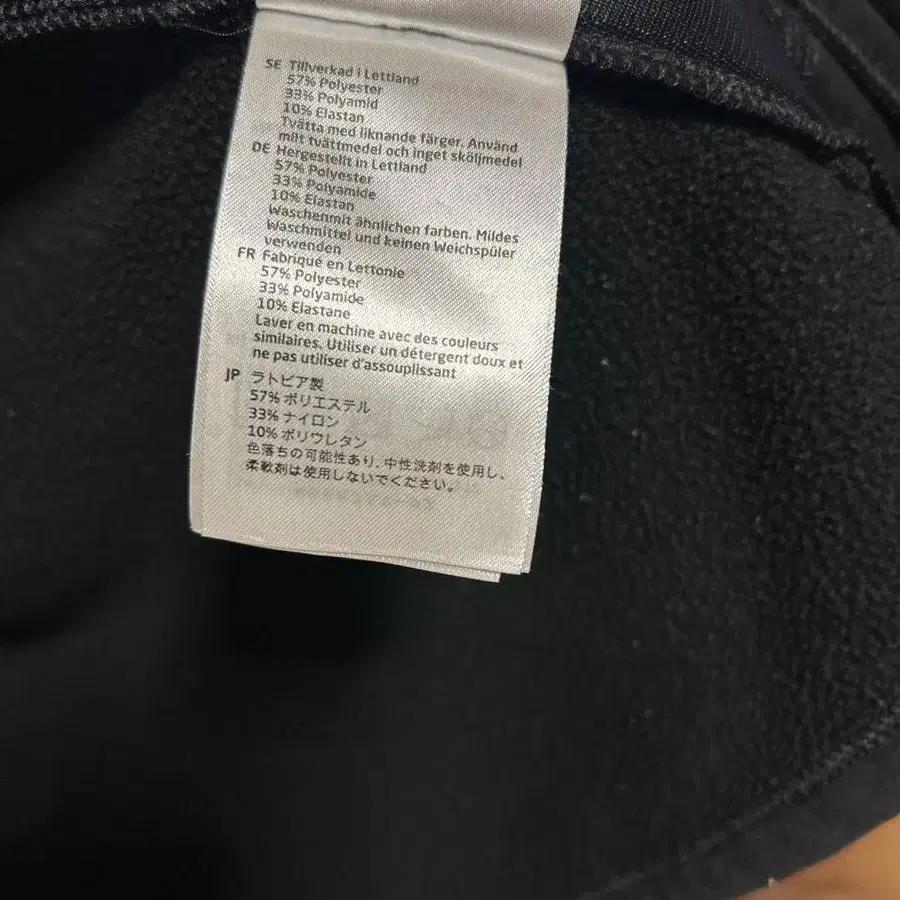 SE Tillverkad i Lettland
57% Polyester
33% Polyamid
10% Elastan
Tvätta med liknande färger. Använd
milt tvättmedel och inget sköljmedel
DE Hergestellt in Lettland
57% Polyester
33% Polyamide
10% Elastan
Waschenmit ähnlichen farben. Mildes
Waschmittel und keinen Weichspüler
verwenden
FR Fabriqué en Lettonie
57% Polyester
33% Polyamide
10% Elastane
Laver en machine avec des couleurs
similaires. Utiliser un détergent doux et
ne pas utiliser d'assouplissant
JP ラトビア製
57% ポリエステル
33% ナイロン
10% ポリウレタン
色落ちの可能性あり、中性洗剤を使用し、
柔軟剤は使用しないでください。